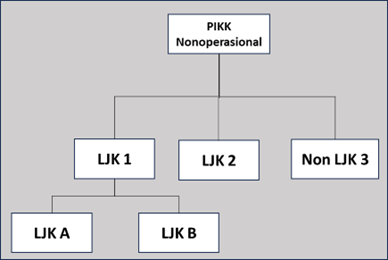 PIKK
Nonoperasional
LJK 1
LJK 2
Non LJK 3
LJK A
LJK B